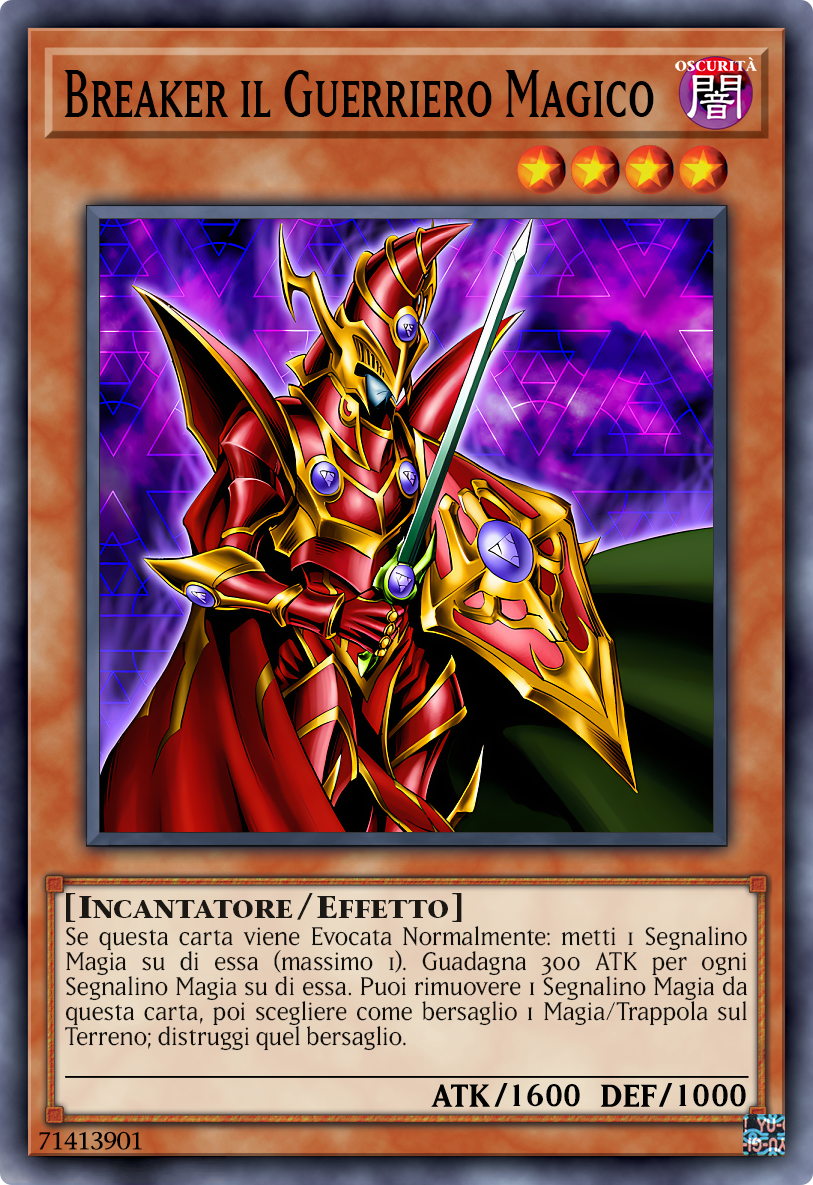 Breaker il Guerriero Magico
OSCURITÀ
闇
[Incantatore/Effetto]
Se questa carta viene Evocata Normalmente: metti 1 Segnalino
Magia su di essa (massimo 1). Guadagna 300 ATK per ogni
Segnalino Magia su di essa. Puoi rimuovere 1 Segnalino Magia da
questa carta, poi scegliere come bersaglio 1 Magia/Trappola sul
Terreno; distruggi quel bersaglio.
ATK/1600 DEF/1000
71413901